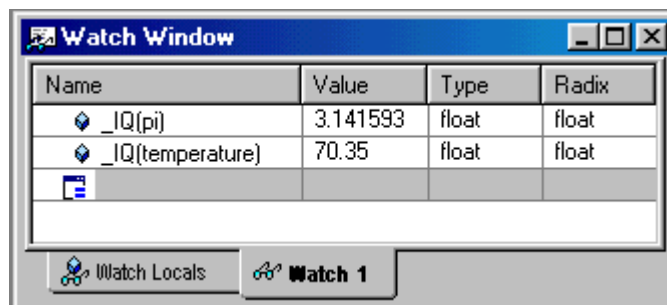 Watch Window
Name Value Type Radix
_IQ(pi) 3.141593 float float
_IQ(temperature) 70.35 float float
Watch Locals Watch 1